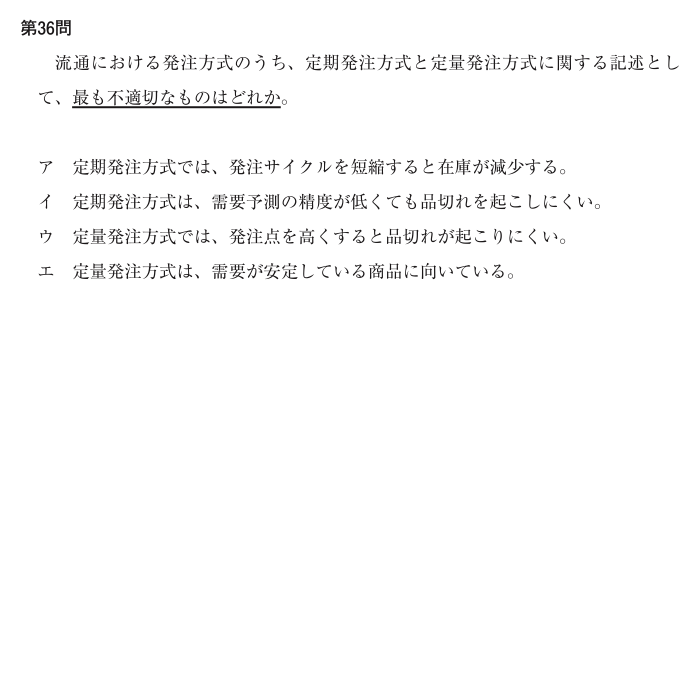 第36問
流通における発注方式のうち、定期発注方式と定量発注方式に関する記述とし
て、最も不適切なものはどれか。
ア　定期発注方式では、発注サイクルを短縮すると在庫が減少する。
イ　定期発注方式は、需要予測の精度が低くても品切れを起こしにくい。
ウ　定量発注方式では、発注点を高くすると品切れが起こりにくい。
エ　定量発注方式は、需要が安定している商品に向いている。